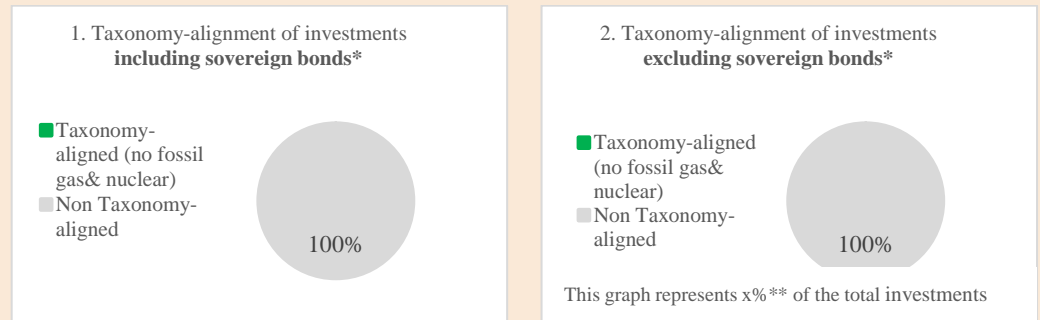 1. Taxonomy-alignment of investments
including sovereign bonds*
Taxonomy-
aligned (no fossil
gas& nuclear)
Non Taxonomy-
aligned
100%
2. Taxonomy-alignment of investments
excluding sovereign bonds*
Taxonomy-aligned
(no fossil gas&
nuclear)
Non Taxonomy-
aligned
100%
This graph represents x%** of the total investments